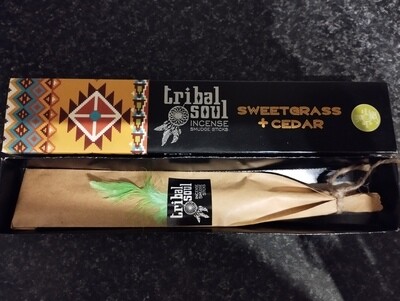 tribal
soul
INCENSE
SMUDGE STICKS
SWEETGRASS
+ CEDAR
tribal
soul